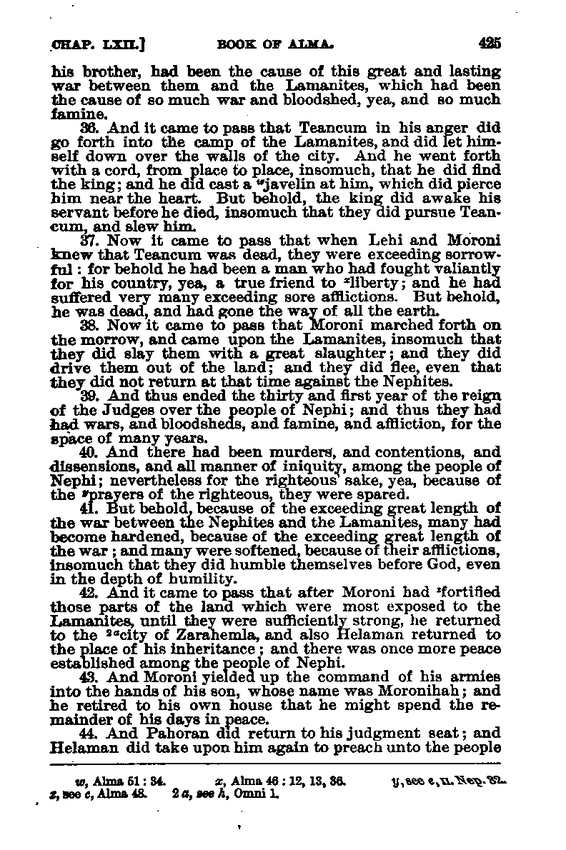 CHAP. LXII.] BOOK OF ALMA. 425
his brother, had been the cause of this great and lasting
war between them and the Lamanites, which had been
the cause of so much war and bloodshed, yea, and so much
famine.
36. And it came to pass that Teancum in his anger did
go forth into the camp of the Lamanites, and did let him-
self down over the walls of the city. And he went forth
with a cord, from place to place, insomuch, that he did find
the king; and he did cast a ʷjavelin at him, which did pierce
him near the heart. But behold, the king did awake his
servant before he died, insomuch that they did pursue Tean-
cum, and slew him.
37. Now it came to pass that when Lehi and Moroni
knew that Teancum was dead, they were exceeding sorrow-
ful : for behold he had been a man who had fought valiantly
for his country, yea, a true friend to ˣliberty; and he had
suffered very many exceeding sore afflictions. But behold,
he was dead, and had gone the way of all the earth.
38. Now it came to pass that Moroni marched forth on
the morrow, and came upon the Lamanites, insomuch that
they did slay them with a great slaughter; and they did
drive them out of the land; and they did flee, even that
they did not return at that time against the Nephites.
39. And thus ended the thirty and first year of the reign
of the Judges over the people of Nephi; and thus they had
had wars, and bloodsheds, and famine, and affliction, for the
space of many years.
40. And there had been murders, and contentions, and
dissensions, and all manner of iniquity, among the people of
Nephi; nevertheless for the righteous' sake, yea, because of
the ʸprayers of the righteous, they were spared.
41. But behold, because of the exceeding great length of
the war between the Nephites and the Lamanites, many had
become hardened, because of the exceeding great length of
the war ; and many were softened, because of their afflictions,
insomuch that they did humble themselves before God, even
in the depth of humility.
42. And it came to pass that after Moroni had ᶻfortified
those parts of the land which were most exposed to the
Lamanites, until they were sufficiently strong, he returned
to the ²ᵃcity of Zarahemla, and also Helaman returned to
the place of his inheritance ; and there was once more peace
established among the people of Nephi.
43. And Moroni yielded up the command of his armies
into the hands of his son, whose name was Moronihah; and
he retired to his own house that he might spend the re-
mainder of his days in peace.
44. And Pahoran did return to his judgment seat; and
Helaman did take upon him again to preach unto the people
w, Alma 51 : 34. x, Alma 46 : 12, 13, 36. y, see e, II. Nep. 32.
z, see c, Alma 48. 2 a, see h, Omni 1.